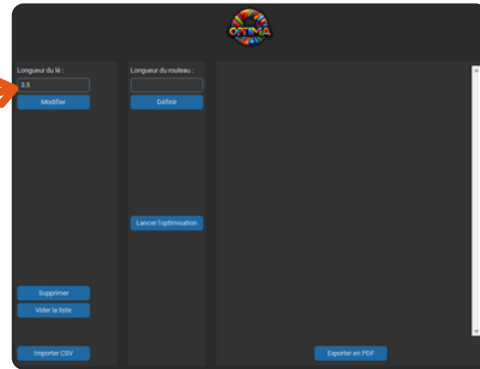 OPTIMA
Longueur du lé :
3.5
Modifier
Supprimer
Vider la liste
Importer CSV
Longueur du rouleau :
Définir
Lancer l'optimisation
Exporter en PDF